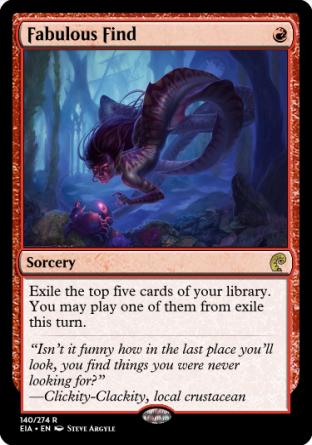 Fabulous Find
Sorcery
Exile the top five cards of your library.
You may play one of them from exile
this turn.
“Isn’t it funny how in the last place you’ll
look, you find things you were never
looking for?”
—Clickity-Clackity, local crustacean
140/274 R
EIA • EN Steve Argyle